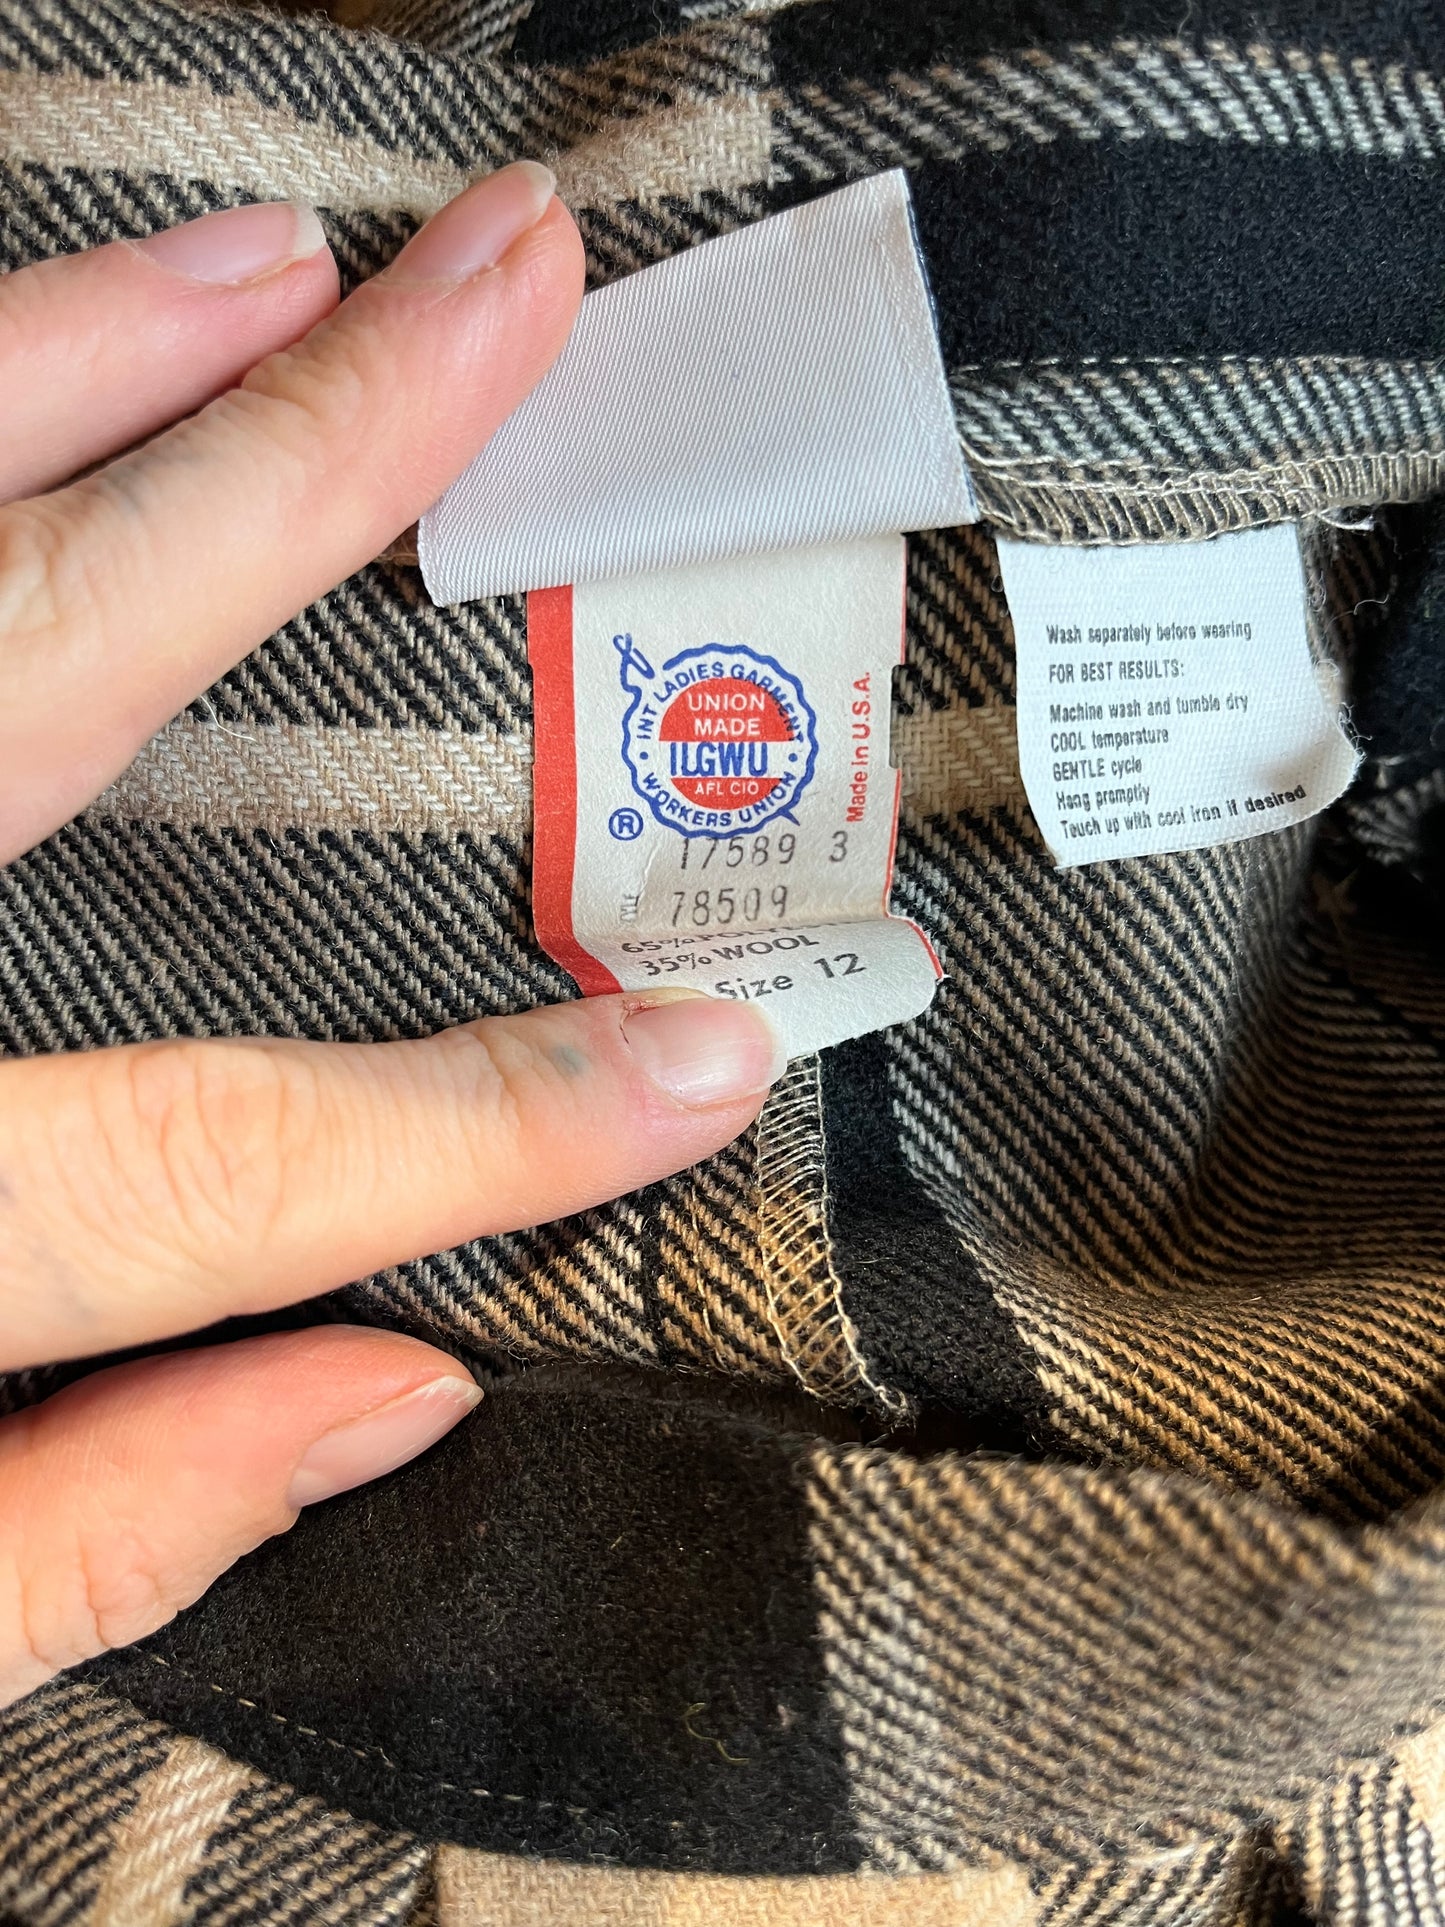 INT LADIES GARMENT
UNION
MADE
ILGWU
AFL CIO
WORKERS UNION
®
Made in U.S.A.
17589 3
78509
65% 
35% WOOL
Size 12
Wash separately before wearing
FOR BEST RESULTS:
Machine wash and tumble dry
COOL temperature
GENTLE cycle
Hang promptly
Touch up with cool iron if desired